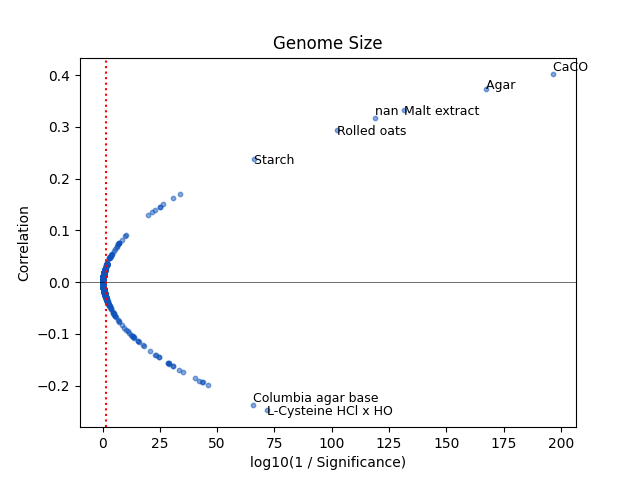 Genome Size
CaCO
Agar
nan
Malt extract
Rolled oats
Starch
Columbia agar base
L-Cysteine HCl x HO
0.4
0.3
0.2
0.1
0.0
−0.1
−0.2
Correlation
0
25
50
75
100
125
150
175
200
log10(1 / Significance)